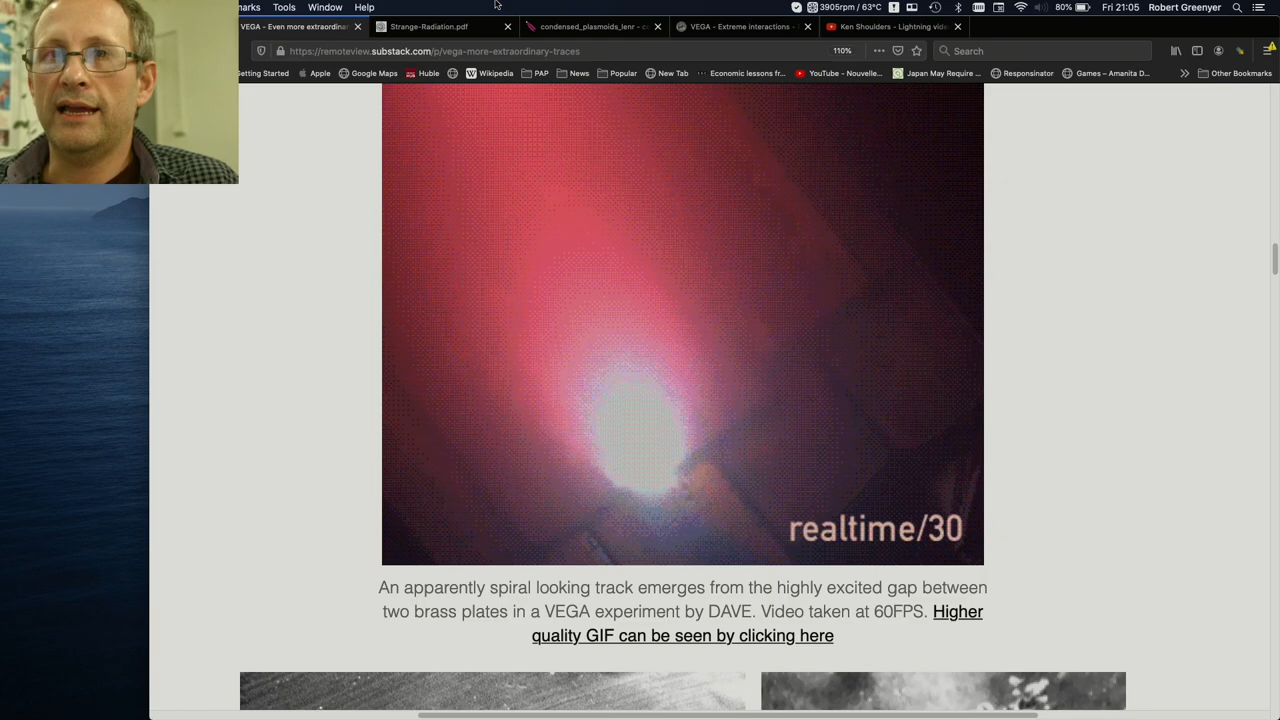 arks Tools Window Help 3905rpm / 63°C 80% Fri 21:05 Robert Greenyer
VEGA - Even more extraordinar Strange-Radiation.pdf condensed_plasmoids_lenr - co VEGA - Extreme interactions - Ken Shoulders - Lightning vide
https://remoteview.substack.com/p/vega-more-extraordinary-traces 110% Search
Getting Started Apple Google Maps Huble Wikipedia PAP News Popular New Tab Economic lessons fr... YouTube - Nouvelle... Japan May Require ... Responsinator Games – Amanita D... Other Bookmarks
realtime/30
An apparently spiral looking track emerges from the highly excited gap between
two brass plates in a VEGA experiment by DAVE. Video taken at 60FPS. Higher
quality GIF can be seen by clicking here